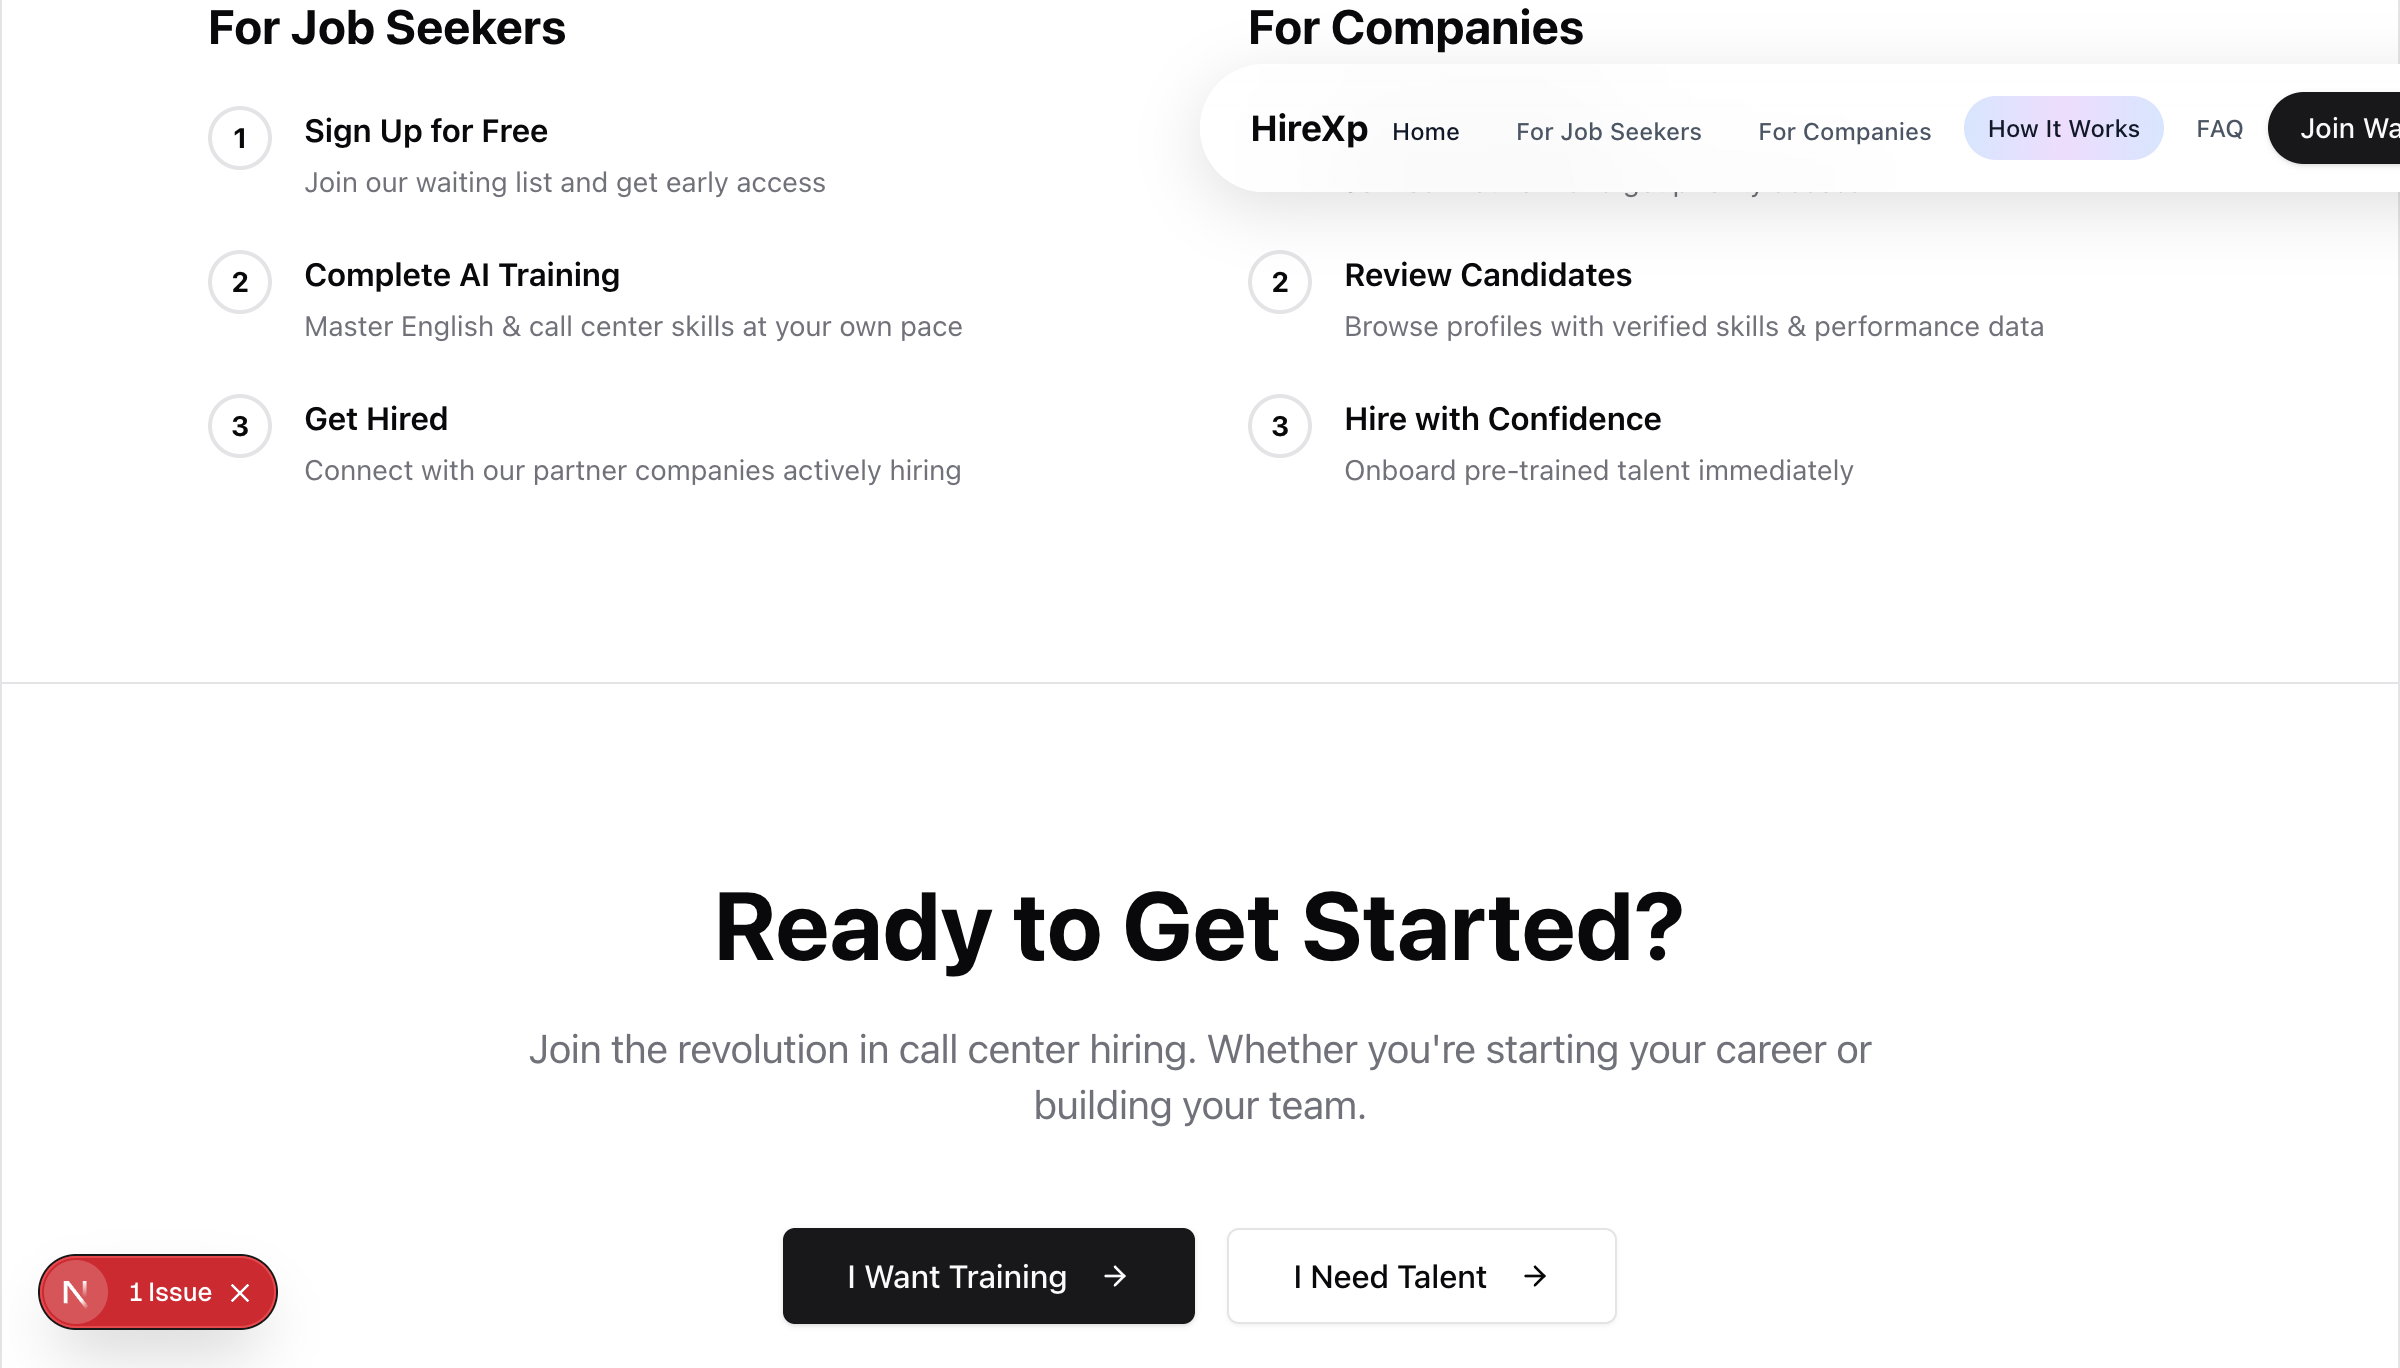 For Job Seekers
1
Sign Up for Free
Join our waiting list and get early access
2
Complete AI Training
Master English & call center skills at your own pace
3
Get Hired
Connect with our partner companies actively hiring
For Companies
HireXp Home For Job Seekers For Companies How It Works FAQ Join
2
Review Candidates
Browse profiles with verified skills & performance data
3
Hire with Confidence
Onboard pre-trained talent immediately
Ready to Get Started?
Join the revolution in call center hiring. Whether you're starting your career or
building your team.
I Want Training →
I Need Talent →
N 1 Issue ×